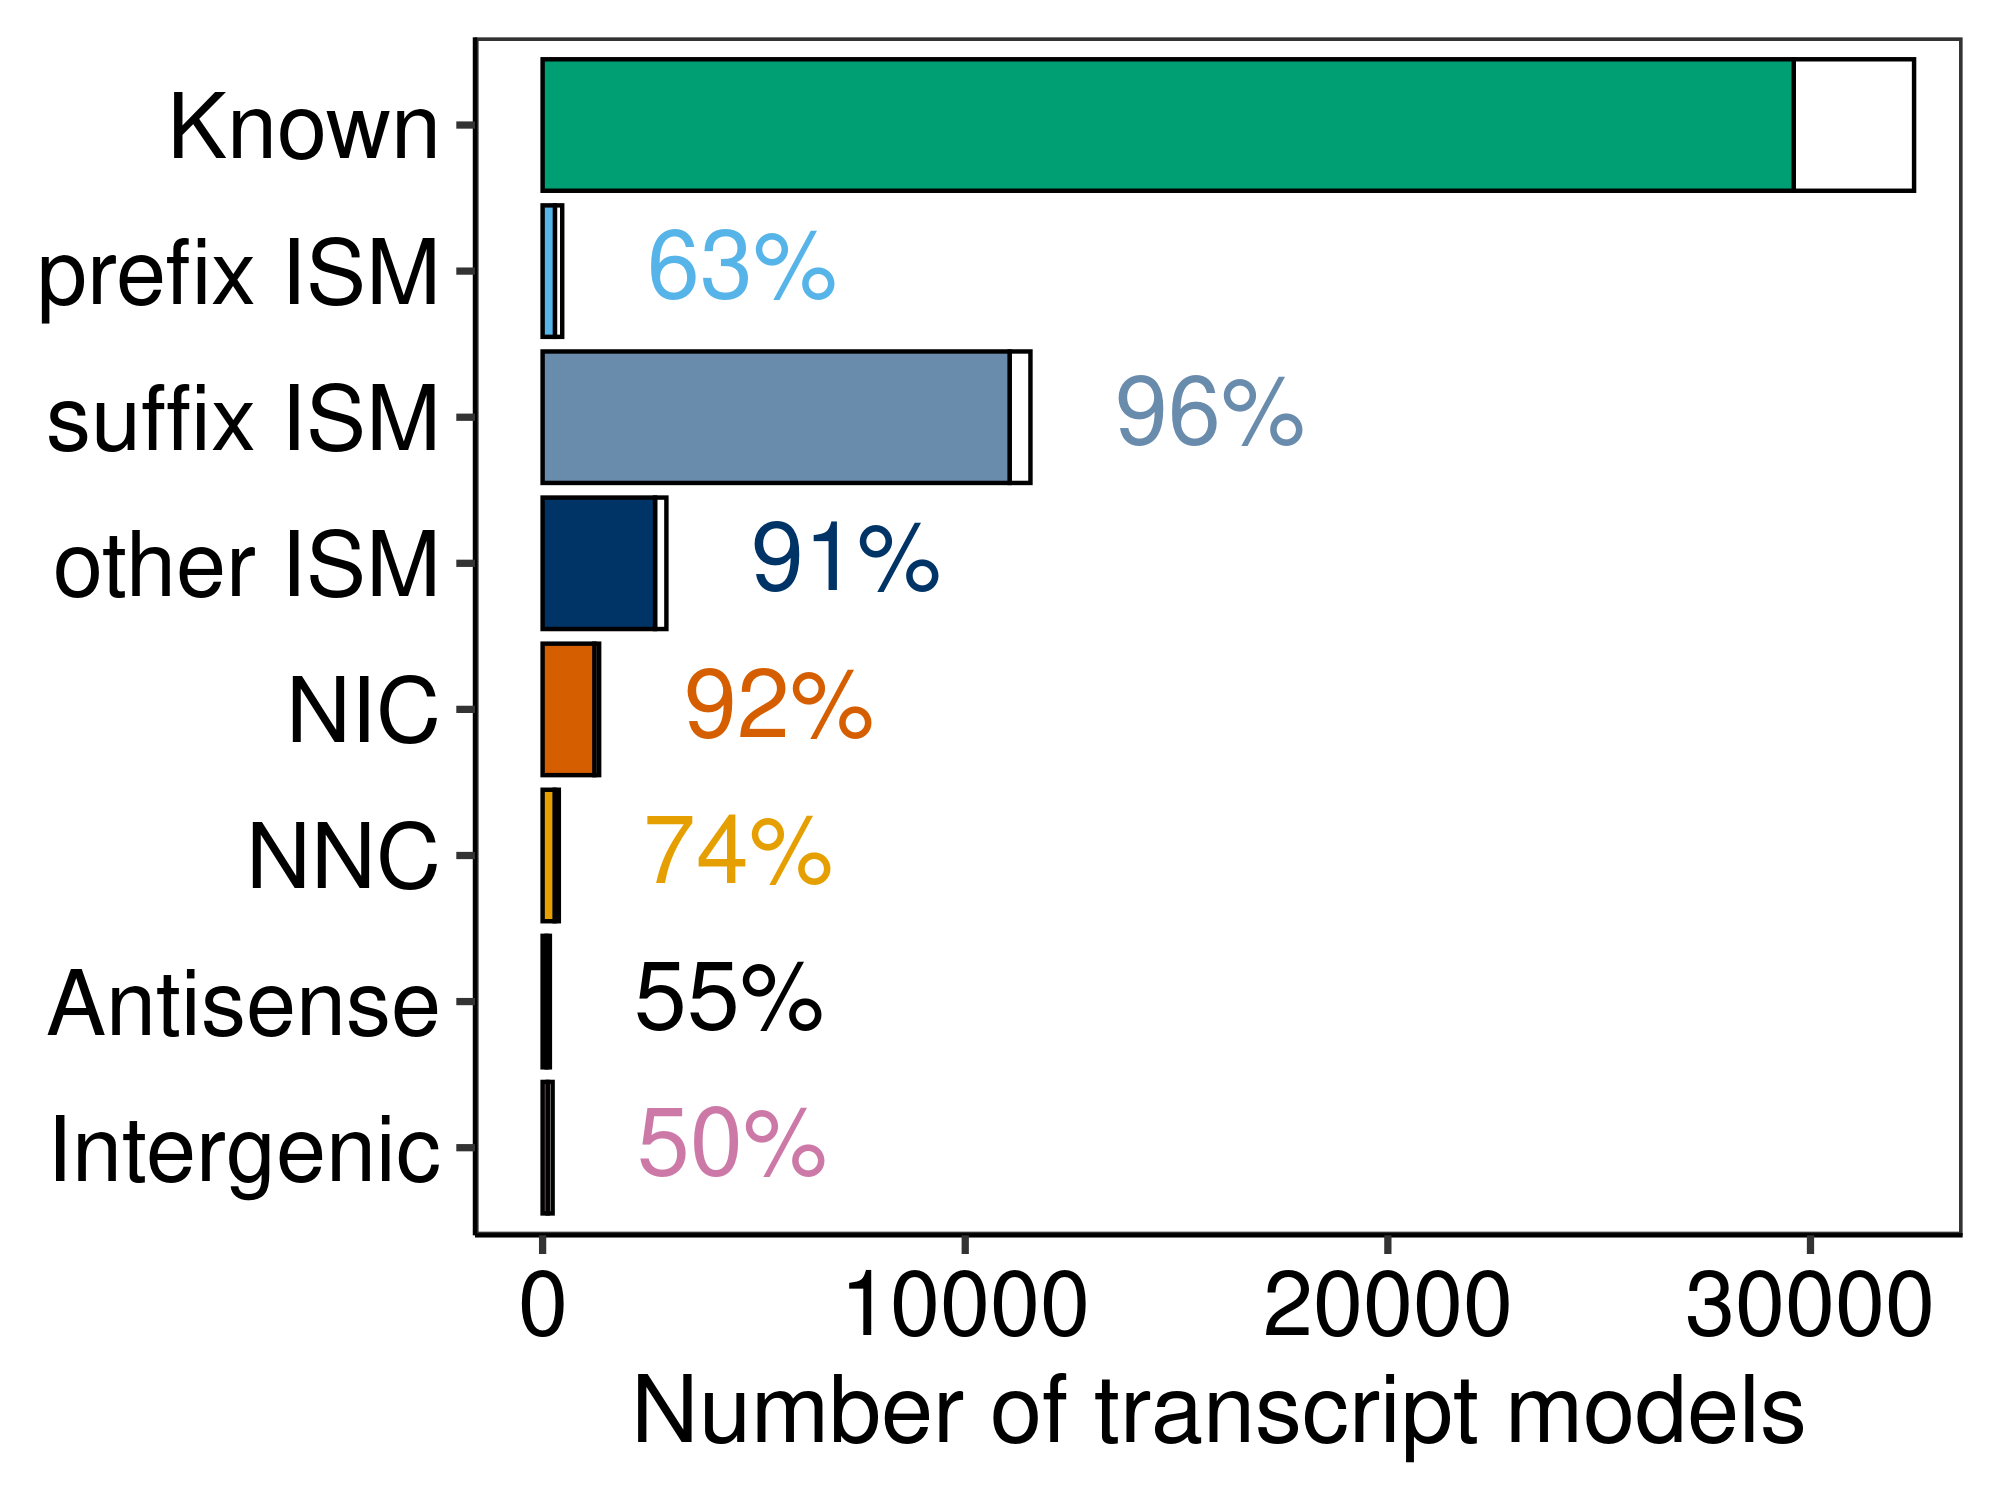 Known
prefix ISM 63%
suffix ISM 96%
other ISM 91%
NIC 92%
NNC 74%
Antisense 55%
Intergenic 50%
0 10000 20000 30000
Number of transcript models